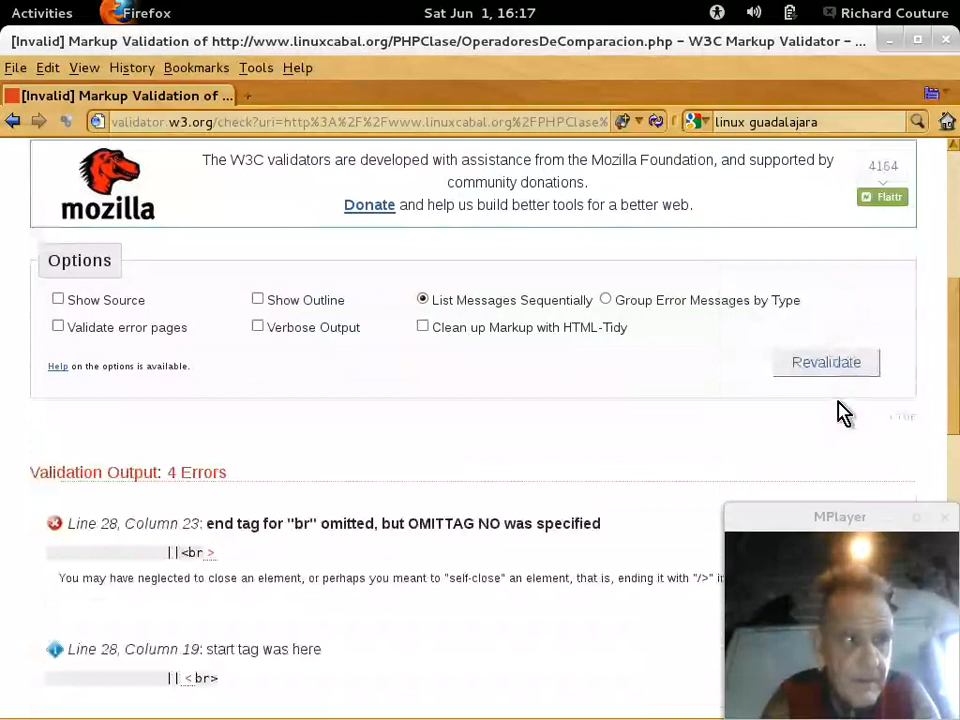 Activities Firefox Sat Jun 1, 16:17 Richard Couture
[Invalid] Markup Validation of http://www.linuxcabal.org/PHPClase/OperadoresDeComparacion.php - W3C Markup Validator - ...
File Edit View History Bookmarks Tools Help
[Invalid] Markup Validation of ... +
validator.w3.org/check?uri=http%3A%2F%2Fwww.linuxcabal.org%2FPHPClase% linux guadalajara
The W3C validators are developed with assistance from the Mozilla Foundation, and supported by
community donations.
Donate and help us build better tools for a better web.
mozilla
4164
Flattr
Options
Show Source Show Outline List Messages Sequentially Group Error Messages by Type
Validate error pages Verbose Output Clean up Markup with HTML-Tidy
Help on the options is available.
Revalidate
↑ TOP
Validation Output: 4 Errors
Line 28, Column 23: end tag for "br" omitted, but OMITTAG NO was specified
||<br>
You may have neglected to close an element, or perhaps you meant to "self-close" an element, that is, ending it with "/>"
Line 28, Column 19: start tag was here
||<br>
MPlayer